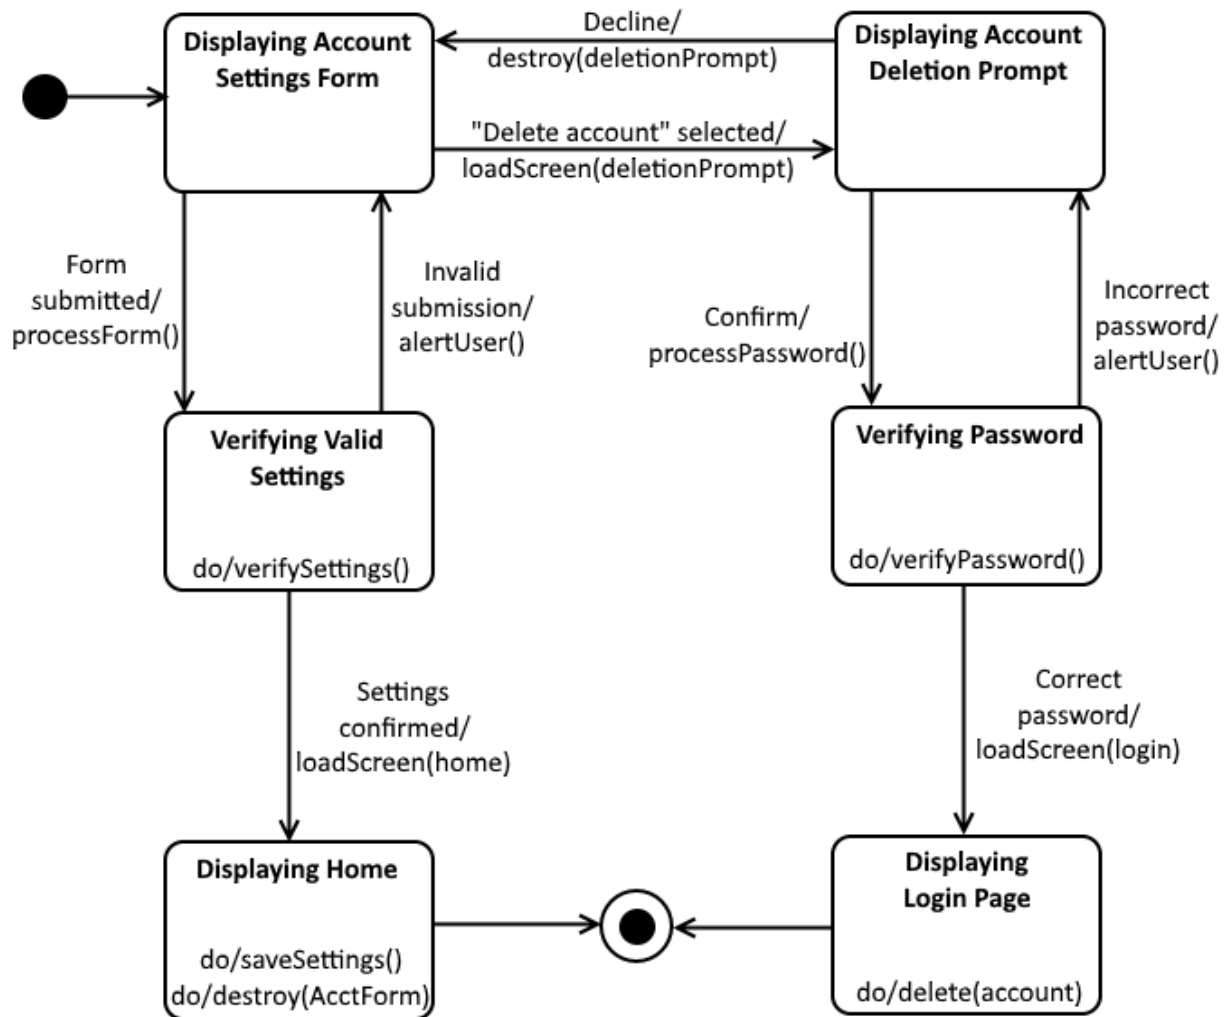 Displaying Account
Settings Form
Decline/
destroy(deletionPrompt)
Displaying Account
Deletion Prompt
"Delete account" selected/
loadScreen(deletionPrompt)
Form
submitted/
processForm()
Invalid
submission/
alertUser()
Confirm/
processPassword()
Incorrect
password/
alertUser()
Verifying Valid
Settings
do/verifySettings()
Verifying Password
do/verifyPassword()
Settings
confirmed/
loadScreen(home)
Correct
password/
loadScreen(login)
Displaying Home
do/saveSettings()
do/destroy(AcctForm)
Displaying
Login Page
do/delete(account)